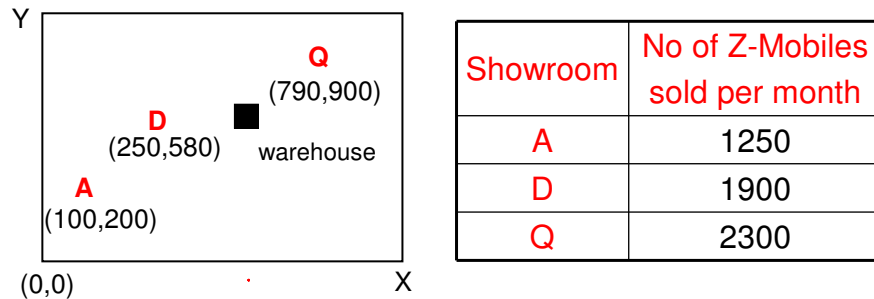 Y
Q
(790,900)
D
(250,580)
warehouse
A
(100,200)
(0,0)
X
Showroom
No of Z-Mobiles
sold per month
A 1250
D 1900
Q 2300